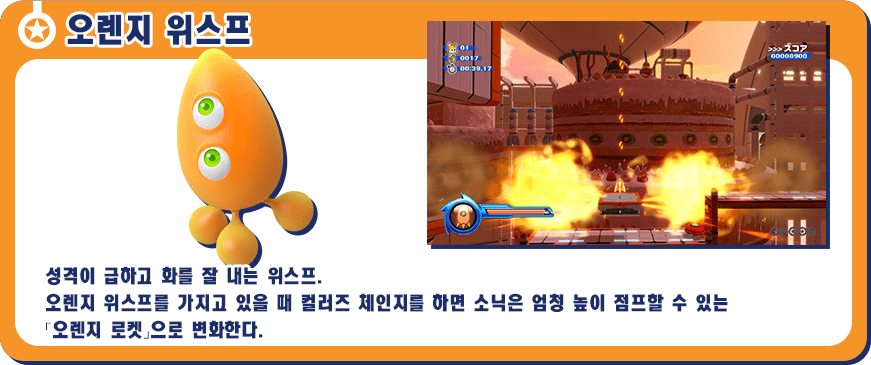 오렌지 위스프
01
0017
00:39.17
>>> スコア
00008900
성격이 급하고 화를 잘 내는 위스프.
오렌지 위스프를 가지고 있을 때 컬러즈 체인지를 하면 소닉은 엄청 높이 점프할 수 있는
「오렌지 로켓」으로 변화한다.